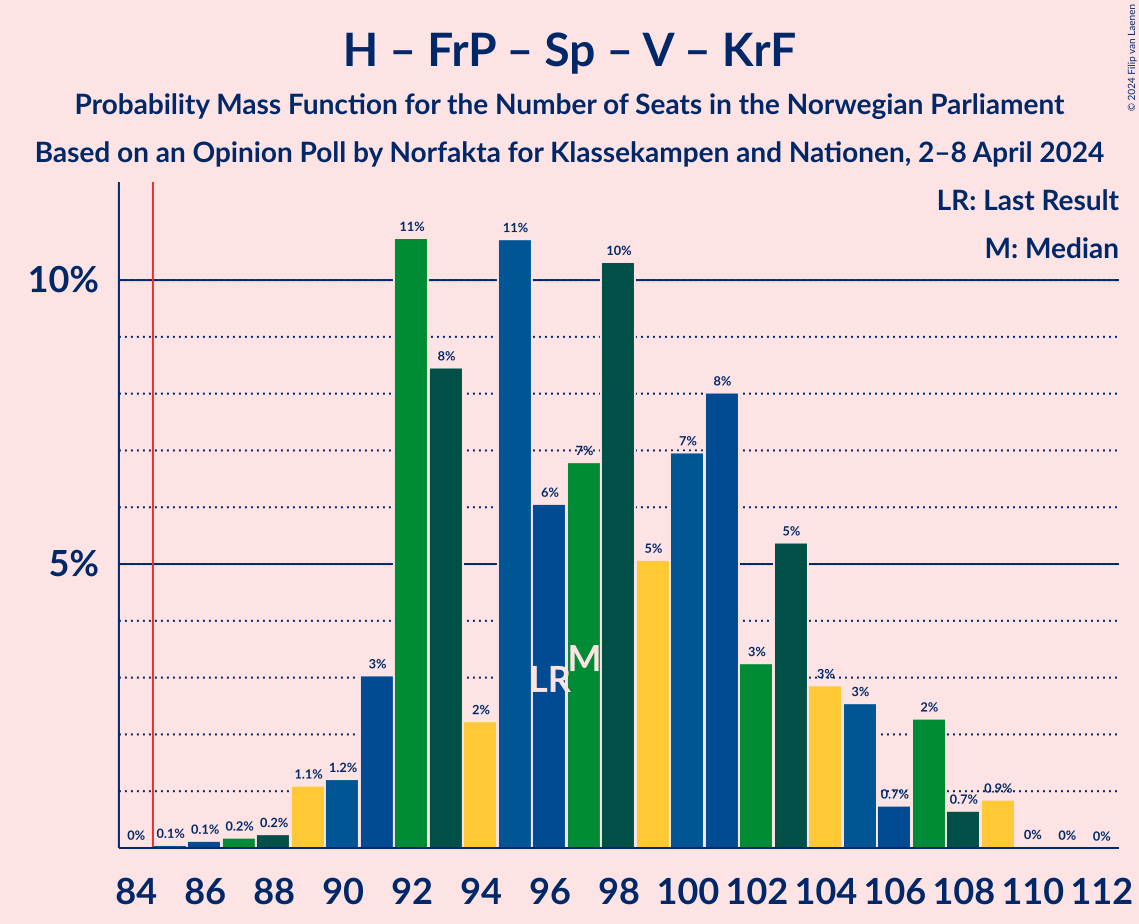 H – FrP – Sp – V – KrF
Probability Mass Function for the Number of Seats in the Norwegian Parliament
Based on an Opinion Poll by Norfakta for Klassekampen and Nationen, 2–8 April 2024
© 2024 Filip van Laenen
LR: Last Result
M: Median
10%
5%
0% 0.1% 0.1% 0.2% 0.2% 1.1% 1.2% 3% 11% 8% 2% 11% 6% 7% 10% 5% 7% 8% 3% 5% 3% 3% 0.7% 2% 0.7% 0.9% 0% 0% 0%
LR M
84 86 88 90 92 94 96 98 100 102 104 106 108 110 112